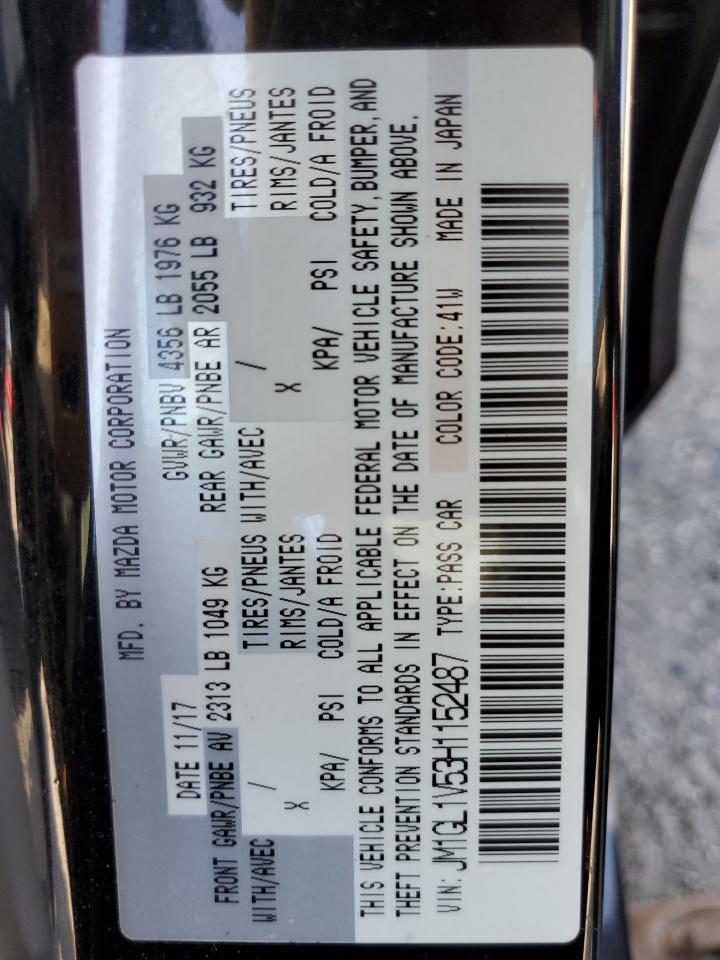 MFD. BY MAZDA MOTOR CORPORATION
DATE 11/17 GVWR/PNBV 4356 LB 1976 KG
FRONT GAWR/PNBE AV 2313 LB 1049 KG REAR GAWR/PNBE AR 2055 LB 932 KG
WITH/AVEC / TIRES/PNEUS WITH/AVEC / TIRES/PNEUS
X RIMS/JANTES X RIMS/JANTES
KPA/ PSI COLD/A FROID KPA/ PSI COLD/A FROID
THIS VEHICLE CONFORMS TO ALL APPLICABLE FEDERAL MOTOR VEHICLE SAFETY, BUMPER, AND
THEFT PREVENTION STANDARDS IN EFFECT ON THE DATE OF MANUFACTURE SHOWN ABOVE.
VIN: JM1GL1V53H1152487 TYPE:PASS CAR COLOR CODE:41W MADE IN JAPAN